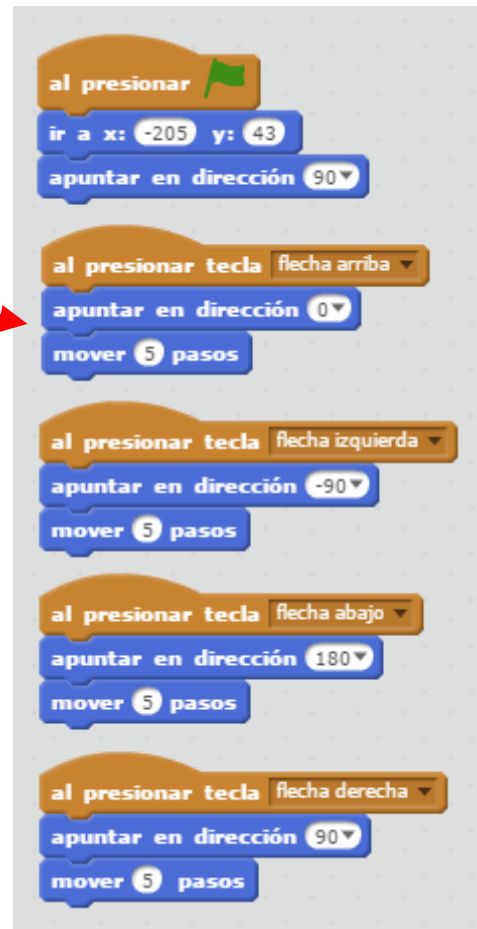 al presionar
ir a x: -205 y: 43
apuntar en dirección 90
al presionar tecla flecha arriba
apuntar en dirección 0
mover 5 pasos
al presionar tecla flecha izquierda
apuntar en dirección -90
mover 5 pasos
al presionar tecla flecha abajo
apuntar en dirección 180
mover 5 pasos
al presionar tecla flecha derecha
apuntar en dirección 90
mover 5 pasos